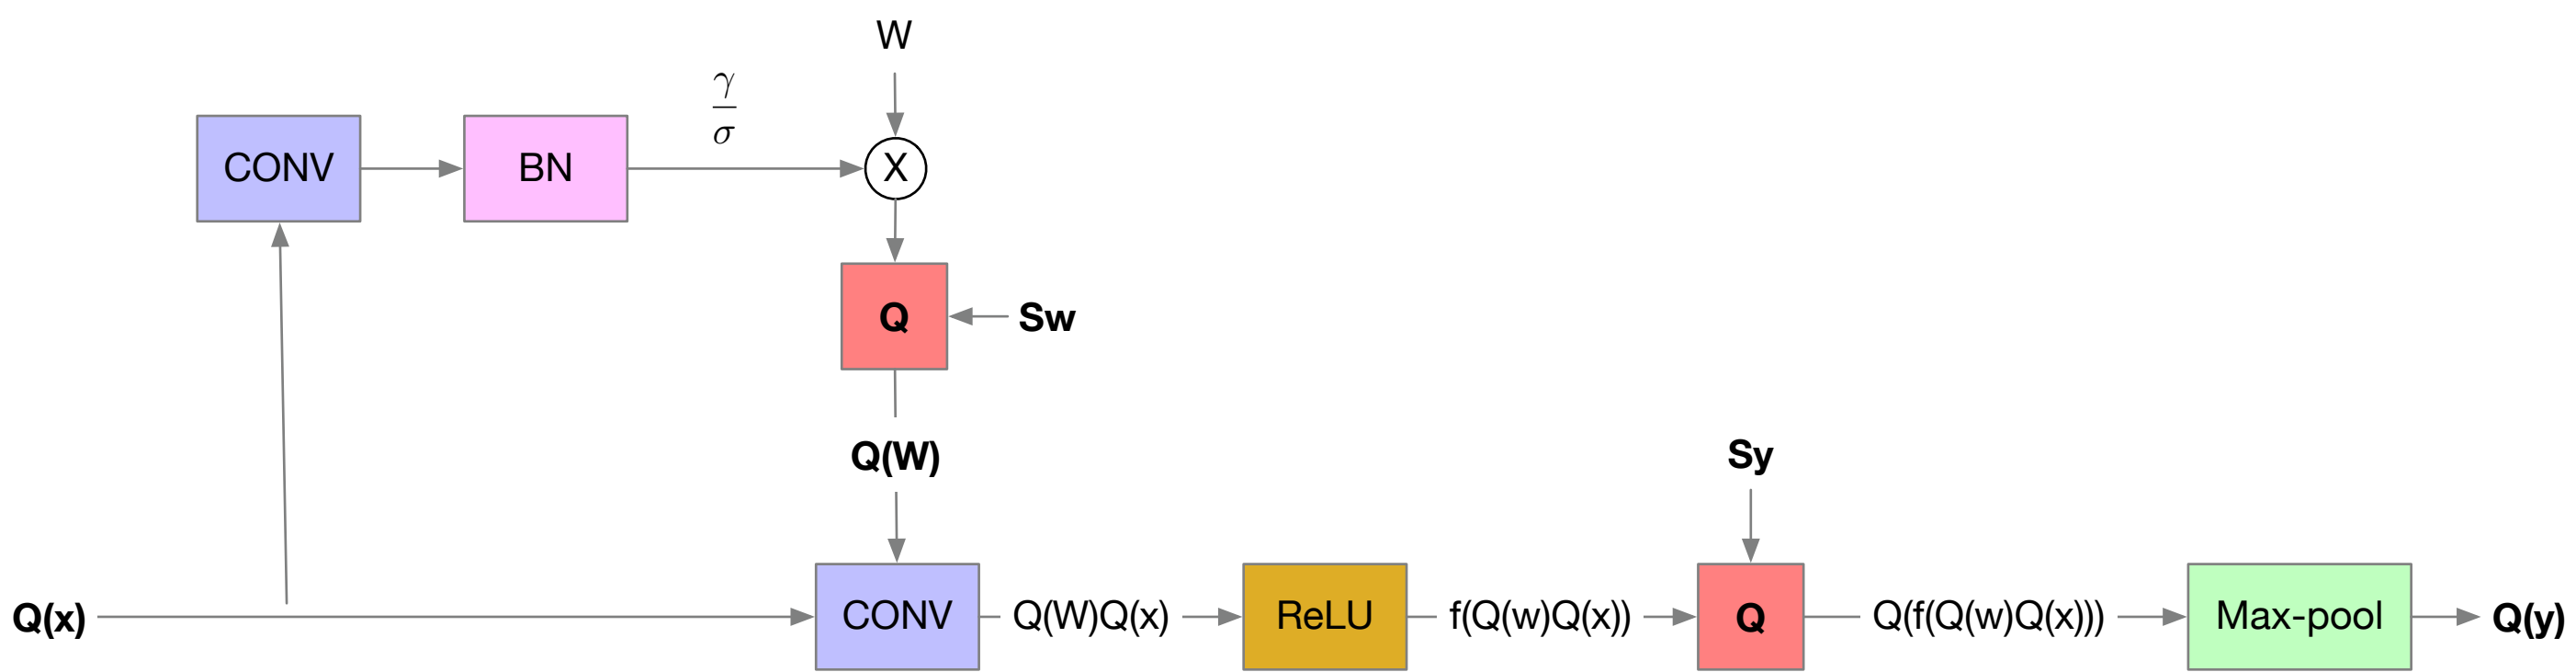 W
γ
σ
CONV
BN
X
Q
Sw
Q(W)
Sy
Q(x)
CONV
Q(W)Q(x)
ReLU
f(Q(w)Q(x))
Q
Q(f(Q(w)Q(x)))
Max-pool
Q(y)